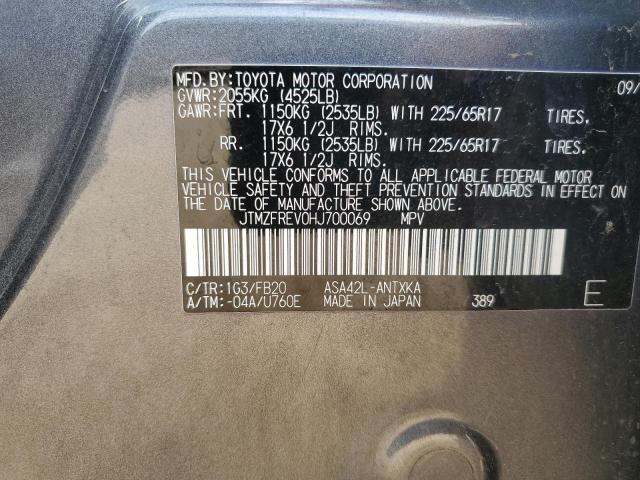 MFD.BY:TOYOTA MOTOR CORPORATION 09/
GVWR:2055KG (4525LB)
GAWR:FRT. 1150KG (2535LB) WITH 225/65R17 TIRES.
17X6 1/2J RIMS.
RR. 1150KG (2535LB) WITH 225/65R17 TIRES.
17X6 1/2J RIMS.
THIS VEHICLE CONFORMS TO ALL APPLICABLE FEDERAL MOTOR
VEHICLE SAFETY AND THEFT PREVENTION STANDARDS IN EFFECT ON
THE DATE OF MANUFACTURE SHOWN ABOVE.
JTMZFREV0HJ700069 MPV
C/TR:1G3/FB20 ASA42L-ANTXKA
A/TM:-04A/U760E MADE IN JAPAN 389 E